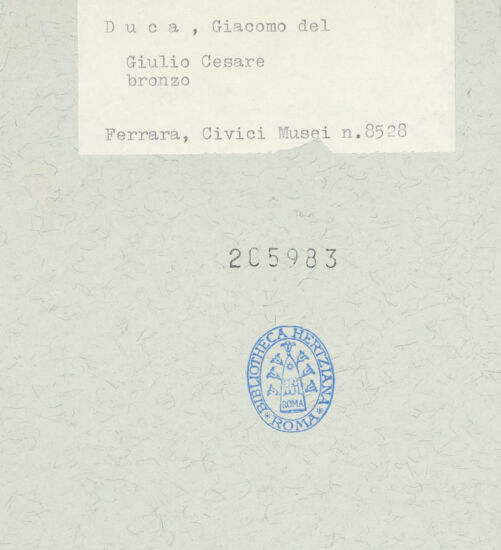 D u c a , Giacomo del
Giulio Cesare
bronzo
Ferrara, Civici Musei n.8528
205983
BIBLIOTHECA HERTZIANA
ROMA
ROMA